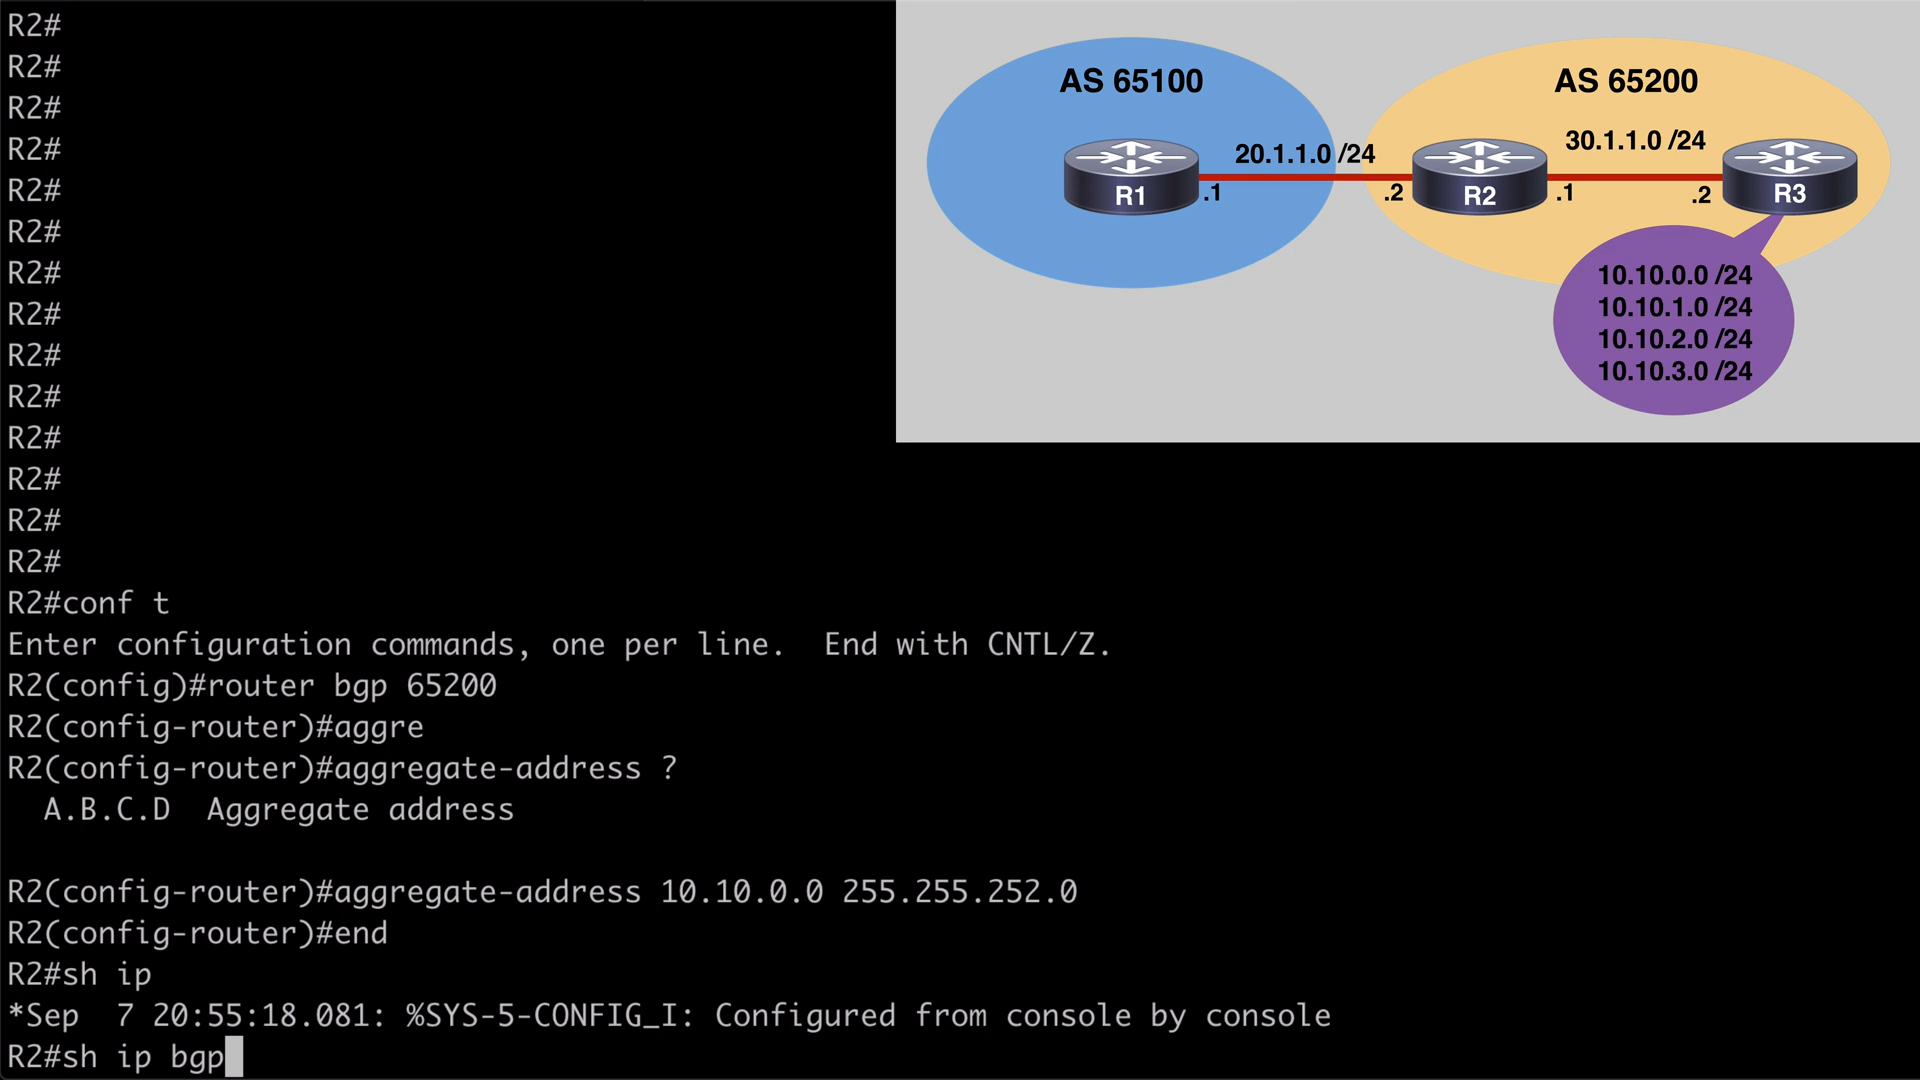 R2#
R2#
R2#
R2#
R2#
R2#
R2#
R2#
R2#
R2#
R2#
R2#
R2#
R2#
R2#conf t
Enter configuration commands, one per line.  End with CNTL/Z.
R2(config)#router bgp 65200
R2(config-router)#aggre
R2(config-router)#aggregate-address ?
  A.B.C.D  Aggregate address
R2(config-router)#aggregate-address 10.10.0.0 255.255.252.0
R2(config-router)#end
R2#sh ip
*Sep  7 20:55:18.081: %SYS-5-CONFIG_I: Configured from console by console
R2#sh ip bgp
AS 65100
AS 65200
20.1.1.0 /24
30.1.1.0 /24
R1
.1
.2
R2
.1
.2
R3
10.10.0.0 /24
10.10.1.0 /24
10.10.2.0 /24
10.10.3.0 /24